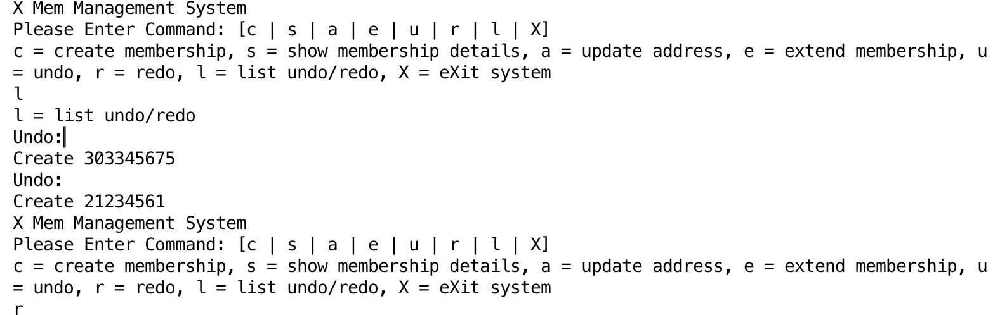 X Mem Management System
Please Enter Command: [c | s | a | e | u | r | l | X]
c = create membership, s = show membership details, a = update address, e = extend membership, u
= undo, r = redo, l = list undo/redo, X = eXit system
l
l = list undo/redo
Undo:
Create 303345675
Undo:
Create 21234561
X Mem Management System
Please Enter Command: [c | s | a | e | u | r | l | X]
c = create membership, s = show membership details, a = update address, e = extend membership, u
= undo, r = redo, l = list undo/redo, X = eXit system
r